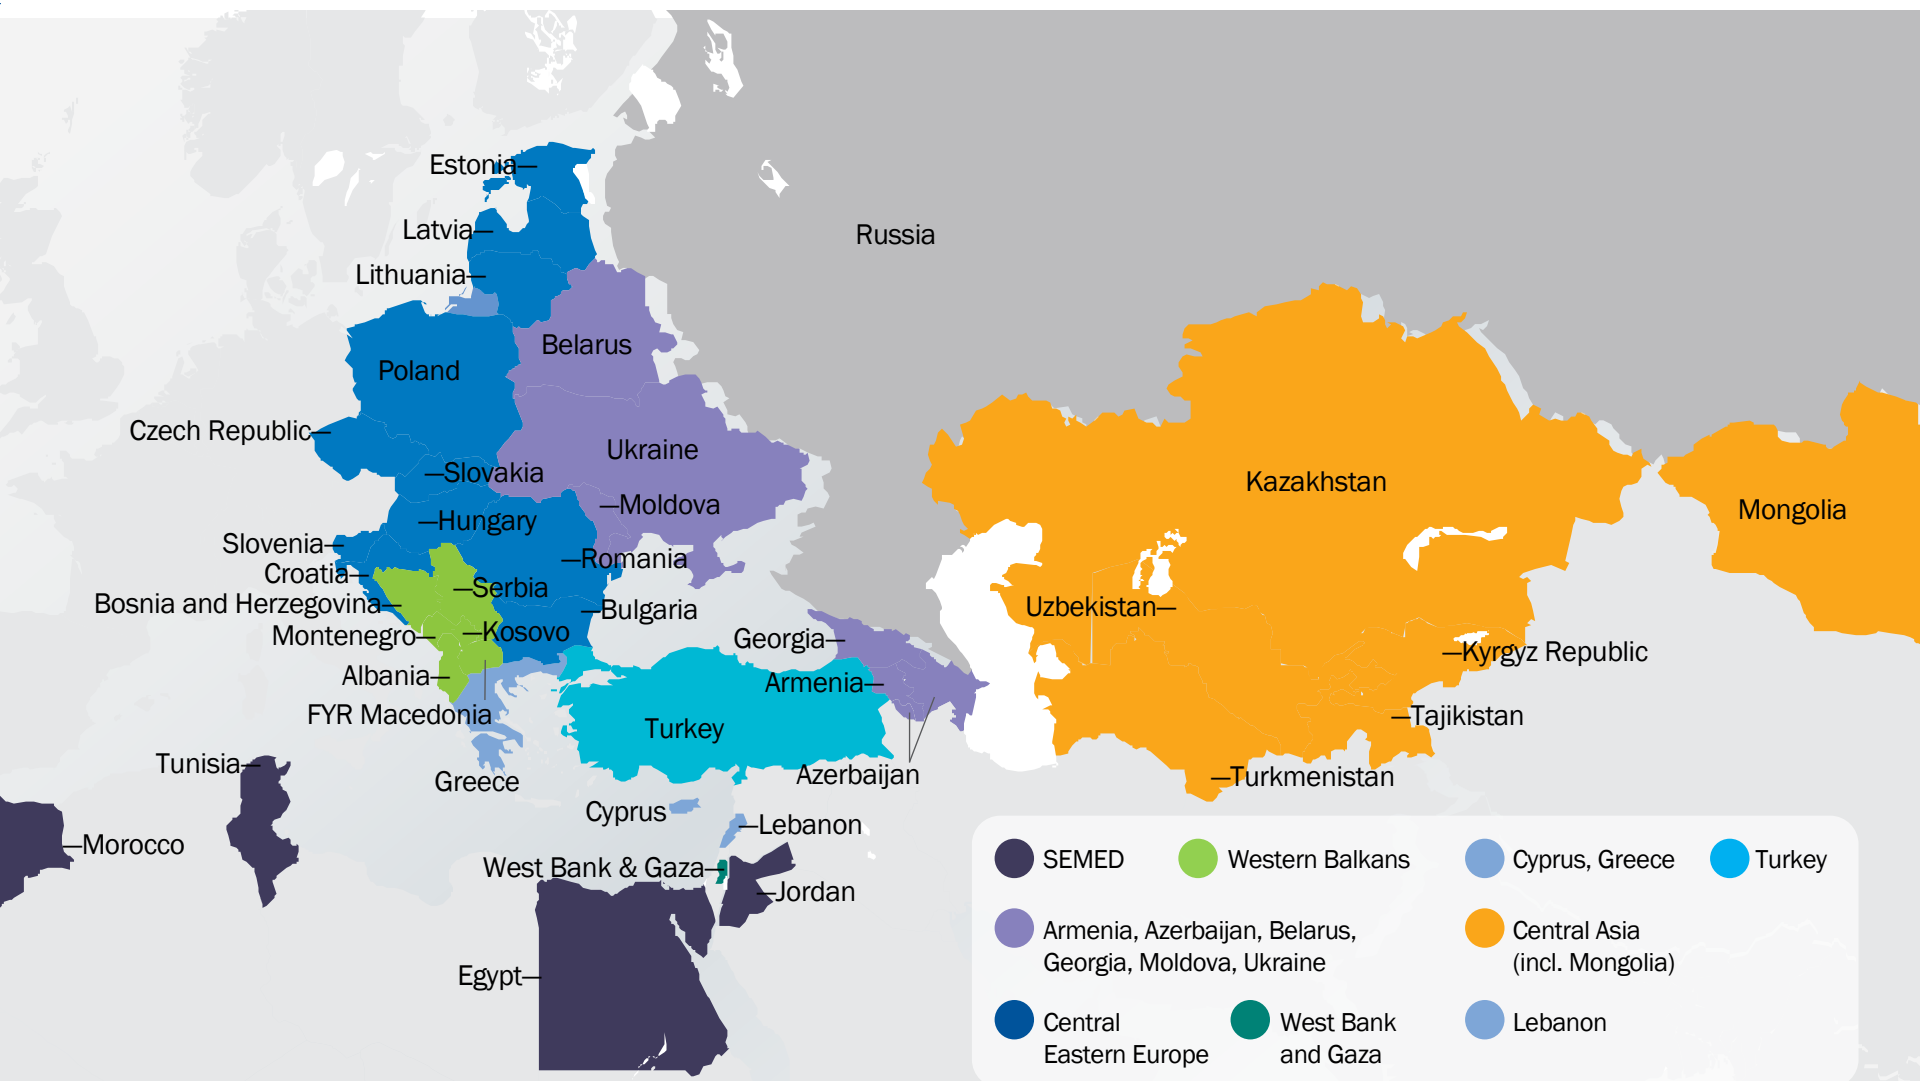 Estonia
Latvia
Lithuania
Russia
Belarus
Poland
Czech Republic
Ukraine
Slovakia
Kazakhstan
Moldova
Mongolia
Hungary
Slovenia
Romania
Croatia
Serbia
Bosnia and Herzegovina
Uzbekistan
Bulgaria
Montenegro
Kosovo
Georgia
Kyrgyz Republic
Albania
Armenia
FYR Macedonia
Tajikistan
Turkey
Tunisia
Greece
Azerbaijan
Turkmenistan
Cyprus
Lebanon
Morocco
West Bank & Gaza
Jordan
Egypt
SEMED
Western Balkans
Cyprus, Greece
Turkey
Armenia, Azerbaijan, Belarus,
Georgia, Moldova, Ukraine
Central Asia
(incl. Mongolia)
Central
Eastern Europe
West Bank
and Gaza
Lebanon